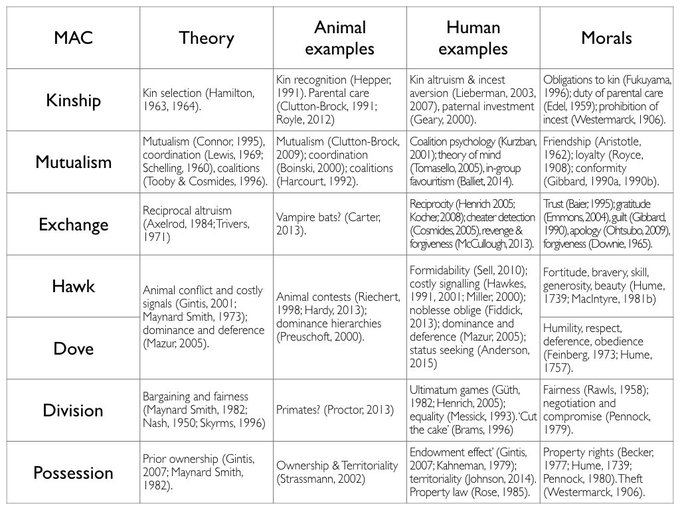 MAC
Theory
Animal
examples
Human
examples
Morals
Kinship
Kin selection (Hamilton,
1963, 1964).
Kin recognition (Hepper,
1991). Parental care
(Clutton-Brock, 1991;
Royle, 2012)
Kin altruism & incest
aversion (Lieberman, 2003,
2007), paternal investment
(Geary, 2000).
Obligations to kin (Fukuyama,
1996); duty of parental care
(Edel, 1959); prohibition of
incest (Westermarck, 1906).
Mutualism
Mutualism (Connor, 1995),
coordination (Lewis, 1969;
Schelling, 1960), coalitions
(Tooby & Cosmides, 1996).
Mutualism (Clutton-Brock,
2009); coordination
(Boinski, 2000); coalitions
(Harcourt, 1992).
Coalition psychology (Kurzban,
2001); theory of mind
(Tomasello, 2005), in-group
favouritism (Balliet, 2014).
Friendship (Aristotle,
1962); loyalty (Royce,
1908); conformity
(Gibbard, 1990a, 1990b).
Exchange
Reciprocal altruism
(Axelrod, 1984; Trivers,
1971)
Vampire bats? (Carter,
2013).
Reciprocity (Henrich 2005;
Kocher, 2008); cheater detection
(Cosmides, 2005), revenge &
forgiveness (McCullough, 2013).
Trust (Baier, 1995); gratitude
(Emmons, 2004), guilt (Gibbard,
1990), apology (Ohtsubo, 2009),
forgiveness (Downie, 1965).
Hawk
Dove
Animal conflict and costly
signals (Gintis, 2001;
Maynard Smith, 1973);
dominance and deference
(Mazur, 2005).
Animal contests (Riechert,
1998; Hardy, 2013);
dominance hierarchies
(Preuschoft, 2000).
Formidability (Sell, 2010);
costly signalling (Hawkes,
1991, 2001; Miller, 2000);
noblesse oblige (Fiddick,
2013); dominance and
deference (Mazur, 2005);
status seeking (Anderson,
2015)
Fortitude, bravery, skill,
generosity, beauty (Hume,
1739; MacIntyre, 1981b)
Humility, respect,
deference, obedience
(Feinberg, 1973; Hume,
1757).
Division
Bargaining and fairness
(Maynard Smith, 1982;
Nash, 1950; Skyrms, 1996)
Primates? (Proctor, 2013)
Ultimatum games (Güth,
1982; Henrich, 2005);
equality (Messick, 1993). 'Cut
the cake' (Brams, 1996)
Fairness (Rawls, 1958);
negotiation and
compromise (Pennock,
1979).
Possession
Prior ownership (Gintis,
2007; Maynard Smith,
1982).
Ownership & Territoriality
(Strassmann, 2002)
Endowment effect' (Gintis,
2007; Kahneman, 1979);
territoriality (Johnson, 2014).
Property law (Rose, 1985).
Property rights (Becker,
1977; Hume, 1739;
Pennock, 1980). Theft
(Westermarck, 1906).